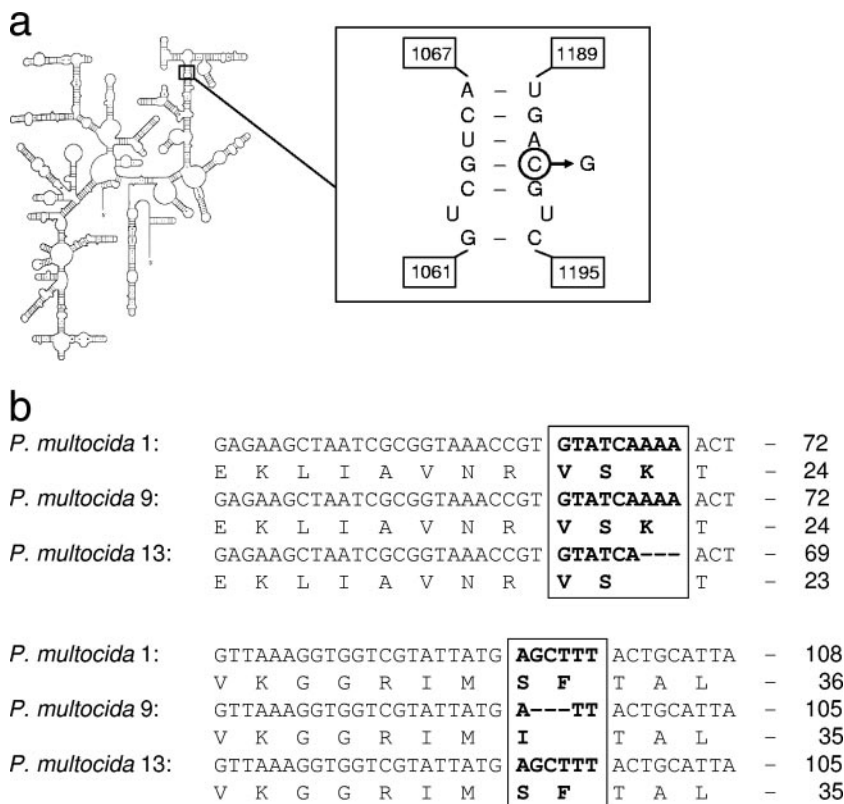 a
1067 1189
A – U
C – G
U – A
G – C → G
C – G
U U
G – C
1061 1195
b
P. multocida 1: GAGAAGCTAATCGCGGTAAACCGT GTATCAAAA ACT – 72
E K L I A V N R V S K T – 24
P. multocida 9: GAGAAGCTAATCGCGGTAAACCGT GTATCAAAA ACT – 72
E K L I A V N R V S K T – 24
P. multocida 13: GAGAAGCTAATCGCGGTAAACCGT GTATCA--- ACT – 69
E K L I A V N R V S T – 23
P. multocida 1: GTTAAAGGTGGTCGTATTATG AGCTTT ACTGCATTA – 108
V K G G R I M S F T A L – 36
P. multocida 9: GTTAAAGGTGGTCGTATTATG A---TT ACTGCATTA – 105
V K G G R I M I T A L – 35
P. multocida 13: GTTAAAGGTGGTCGTATTATG AGCTTT ACTGCATTA – 105
V K G G R I M S F T A L – 35